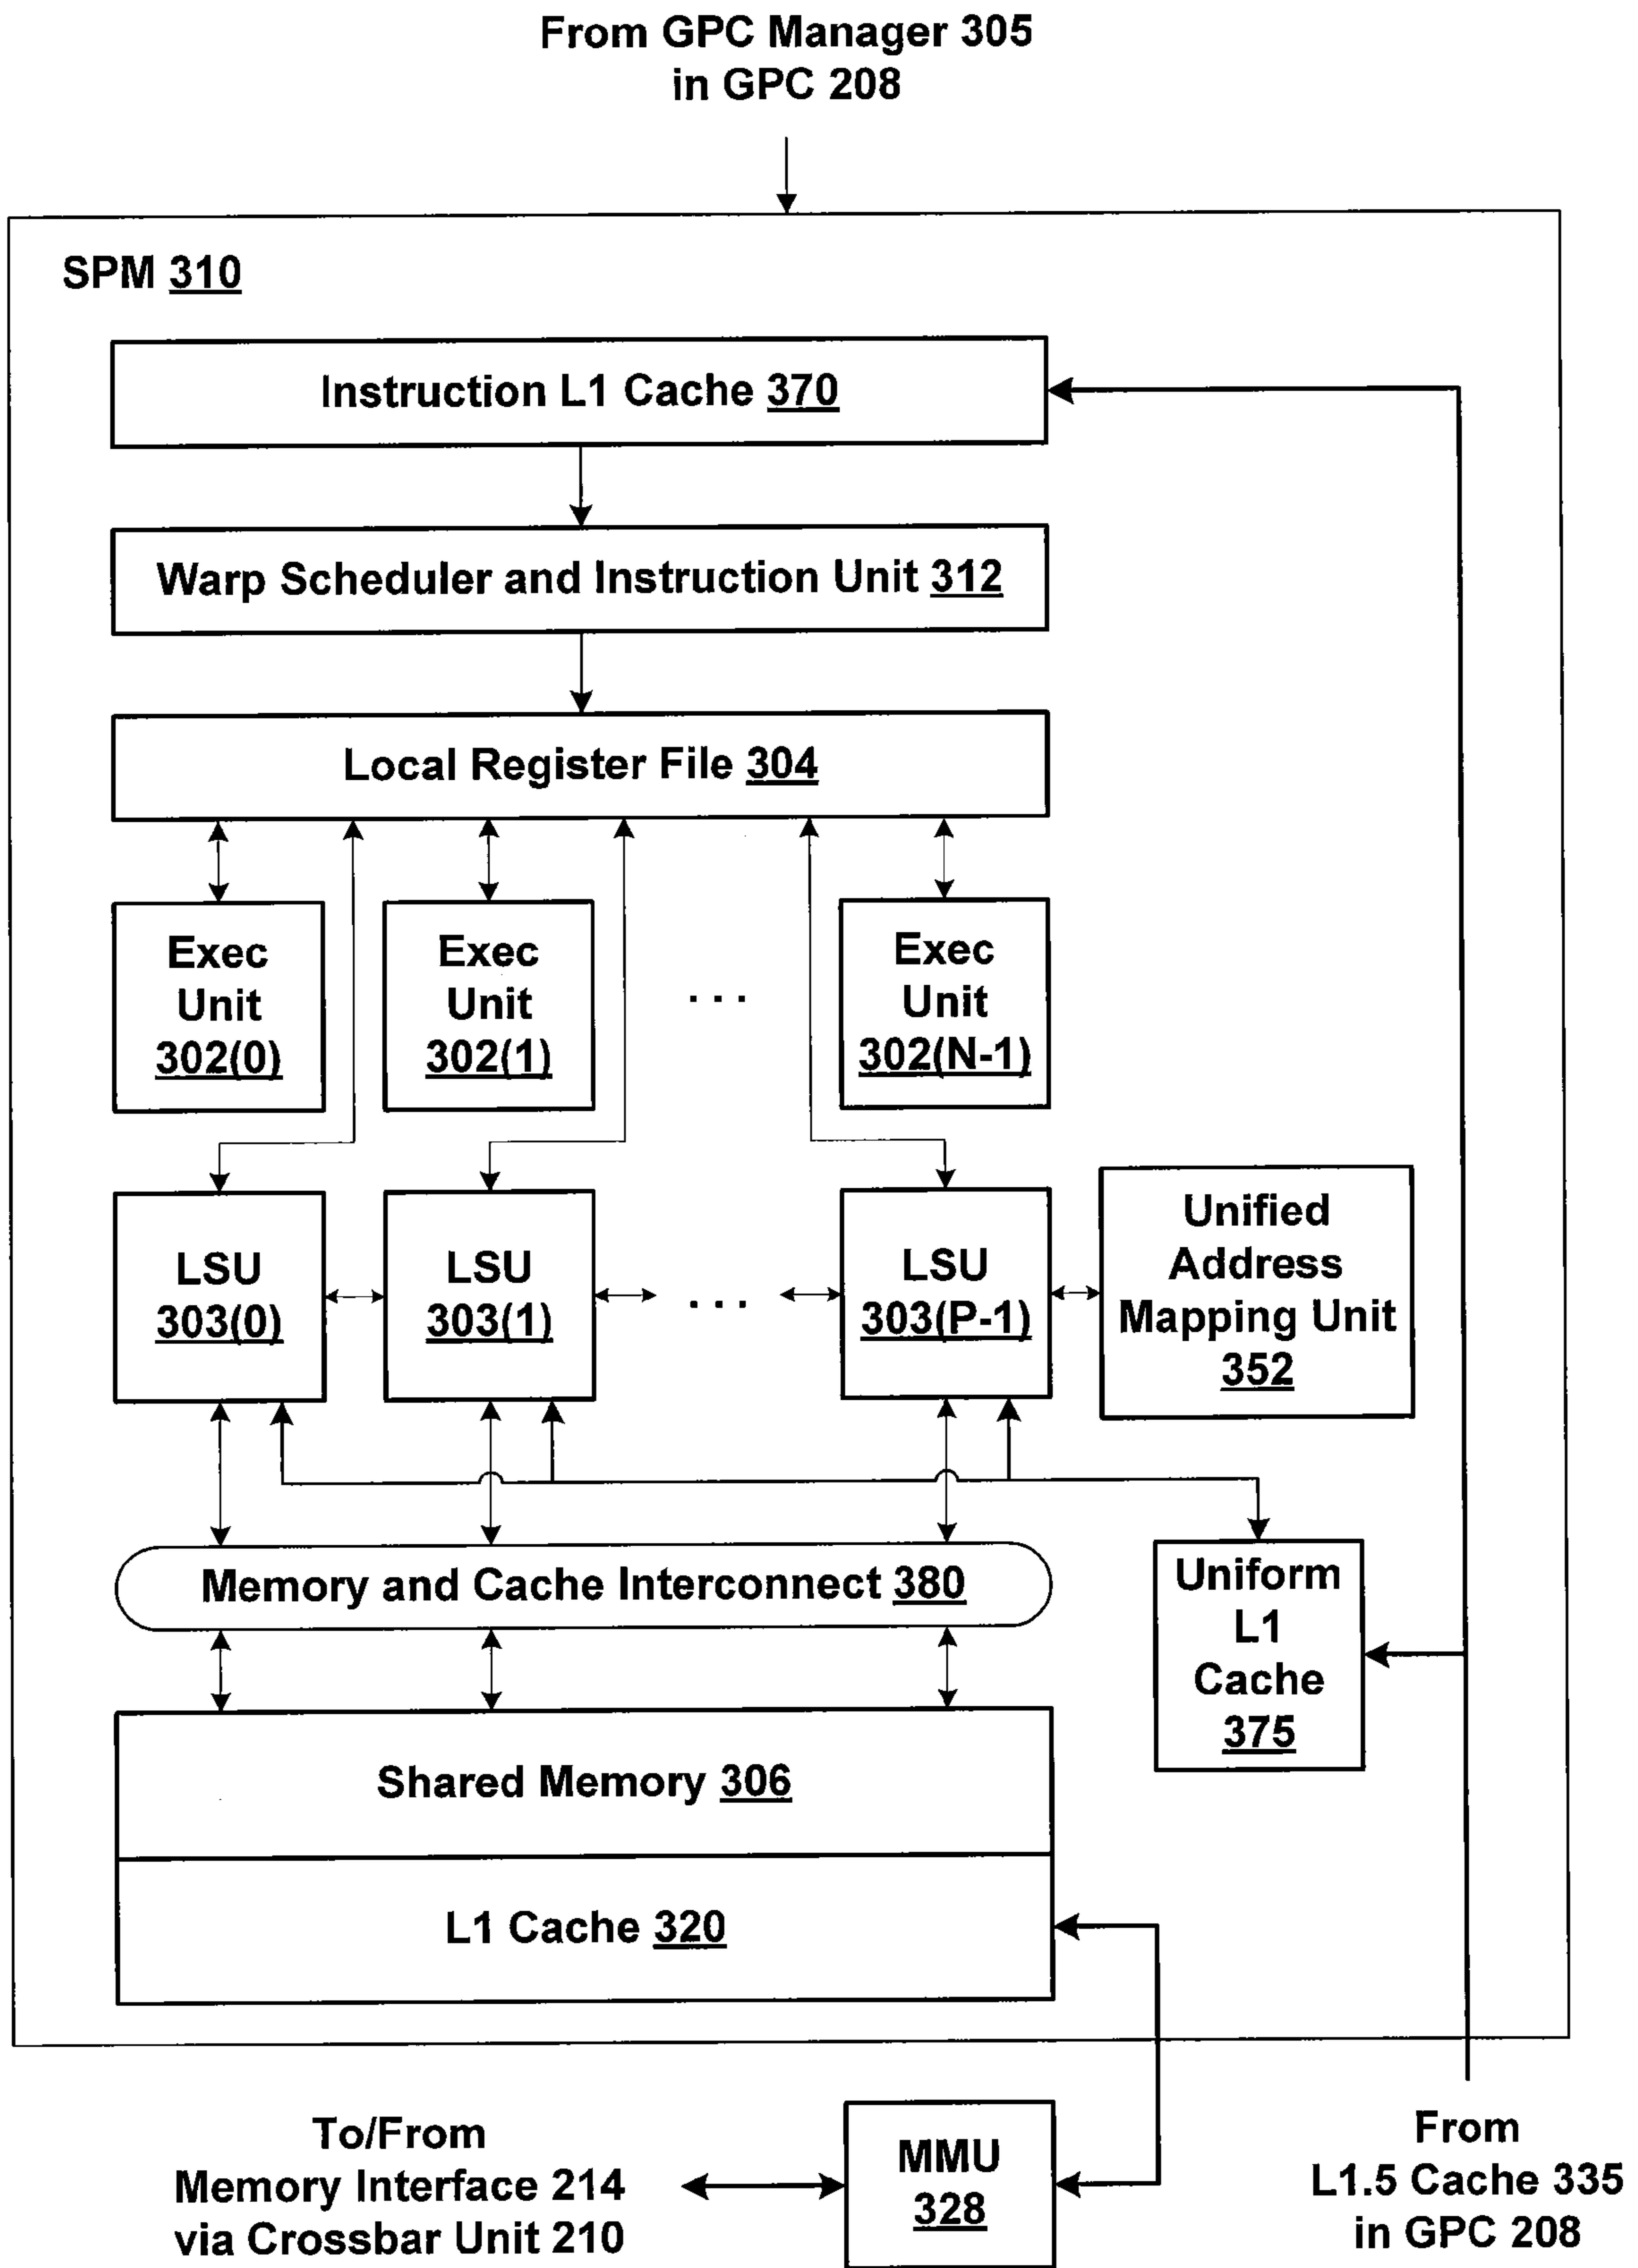 From GPC Manager 305
in GPC 208
SPM 310
Instruction L1 Cache 370
Warp Scheduler and Instruction Unit 312
Local Register File 304
Exec
Unit
302(0)
Exec
Unit
302(1)
. . .
Exec
Unit
302(N-1)
LSU
303(0)
LSU
303(1)
. . .
LSU
303(P-1)
Unified
Address
Mapping Unit
352
Memory and Cache Interconnect 380
Uniform
L1
Cache
375
Shared Memory 306
L1 Cache 320
To/From
Memory Interface 214
via Crossbar Unit 210
MMU
328
From
L1.5 Cache 335
in GPC 208